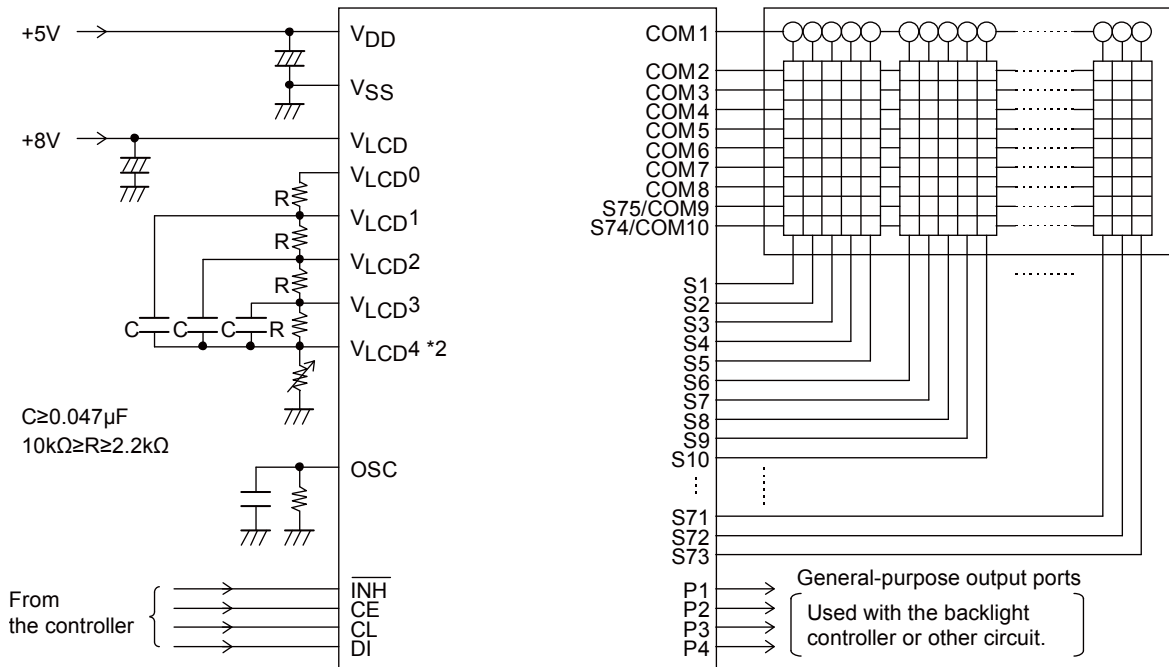 +5V
VDD
VSS
+8V
VLCD
VLCD0
R
VLCD1
R
VLCD2
R
VLCD3
C C C R
VLCD4 *2
C≥0.047µF
10kΩ≥R≥2.2kΩ
OSC
From
the controller
INH
CE
CL
DI
COM1
COM2
COM3
COM4
COM5
COM6
COM7
COM8
S75/COM9
S74/COM10
S1
S2
S3
S4
S5
S6
S7
S8
S9
S10
S71
S72
S73
P1
P2
P3
P4
General-purpose output ports
Used with the backlight
controller or other circuit.